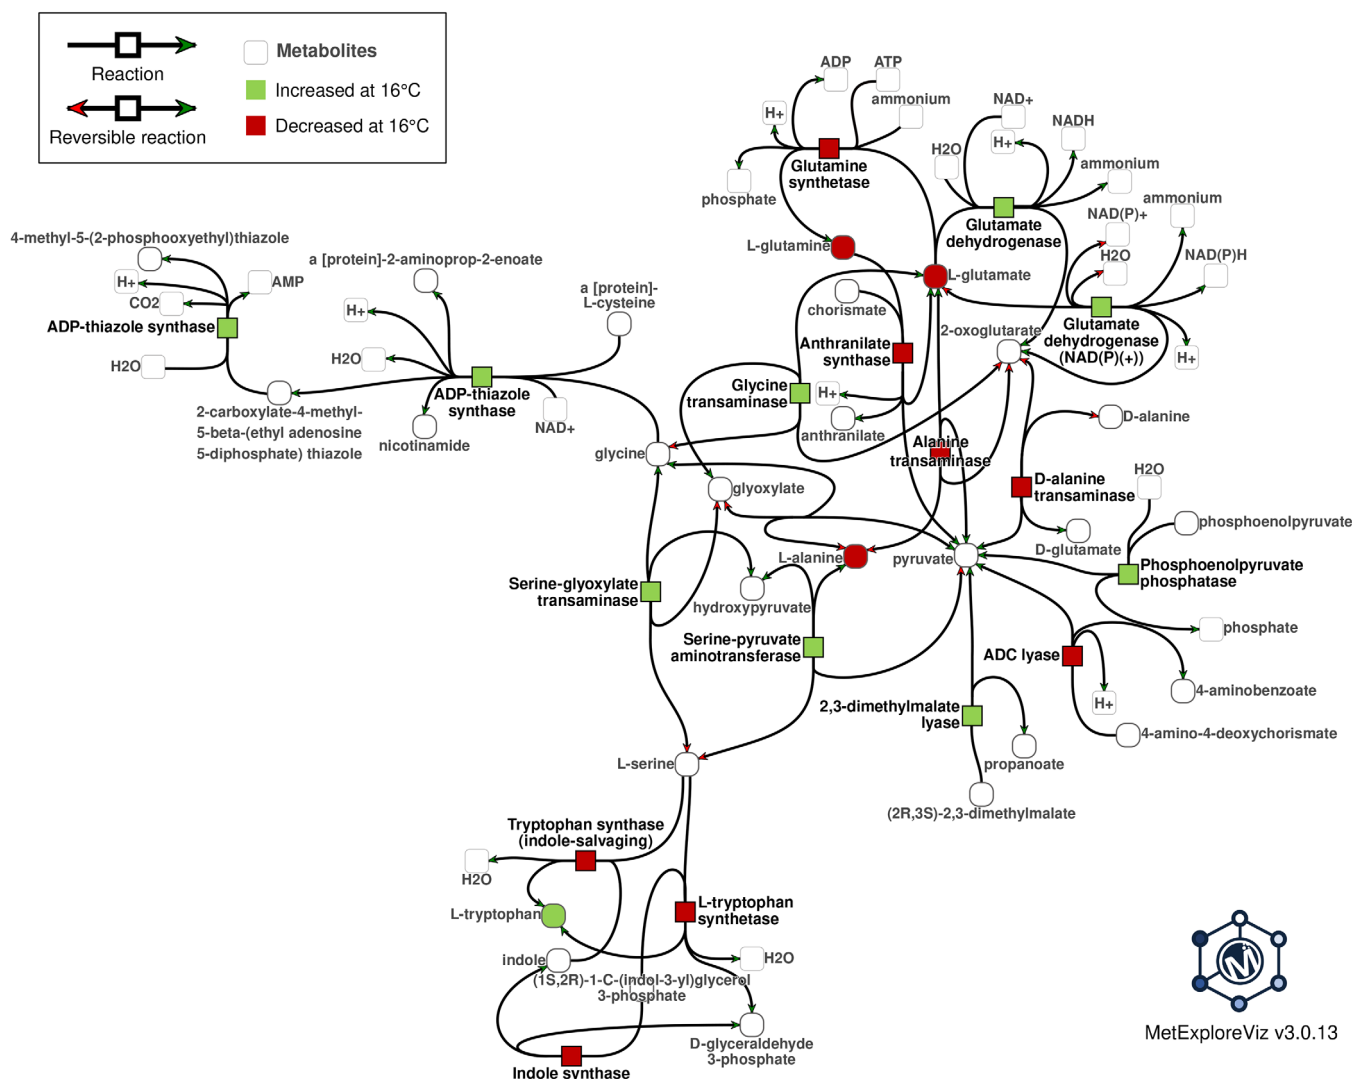 Reaction
Reversible reaction
Metabolites
Increased at 16°C
Decreased at 16°C
ADP
ATP
ammonium
H+
Glutamine
synthetase
phosphate
NAD+
NADH
H+
H2O
ammonium
Glutamate
dehydrogenase
ammonium
NAD(P)+
H2O
NAD(P)H
Glutamate
dehydrogenase
(NAD(P)(+))
H+
L-glutamine
L-glutamate
chorismate
2-oxoglutarate
Anthranilate
synthase
H+
anthranilate
Glycine
transaminase
Alanine
transaminase
D-alanine
D-alanine
transaminase
D-glutamate
H2O
phosphoenolpyruvate
Phosphoenolpyruvate
phosphatase
phosphate
4-methyl-5-(2-phosphooxyethyl)thiazole
H+
CO2
AMP
ADP-thiazole synthase
H2O
2-carboxylate-4-methyl-
5-beta-(ethyl adenosine
5-diphosphate) thiazole
a [protein]-2-aminoprop-2-enoate
H+
H2O
a [protein]-
L-cysteine
ADP-thiazole
synthase
nicotinamide
NAD+
glycine
glyoxylate
L-alanine
pyruvate
Serine-glyoxylate
transaminase
hydroxypyruvate
Serine-pyruvate
aminotransferase
ADC lyase
H+
4-aminobenzoate
4-amino-4-deoxychorismate
2,3-dimethylmalate
lyase
propanoate
(2R,3S)-2,3-dimethylmalate
L-serine
Tryptophan synthase
(indole-salvaging)
H2O
L-tryptophan
L-tryptophan
synthetase
indole
H2O
(1S,2R)-1-C-(indol-3-yl)glycerol
3-phosphate
D-glyceraldehyde
3-phosphate
Indole synthase
MetExploreViz v3.0.13